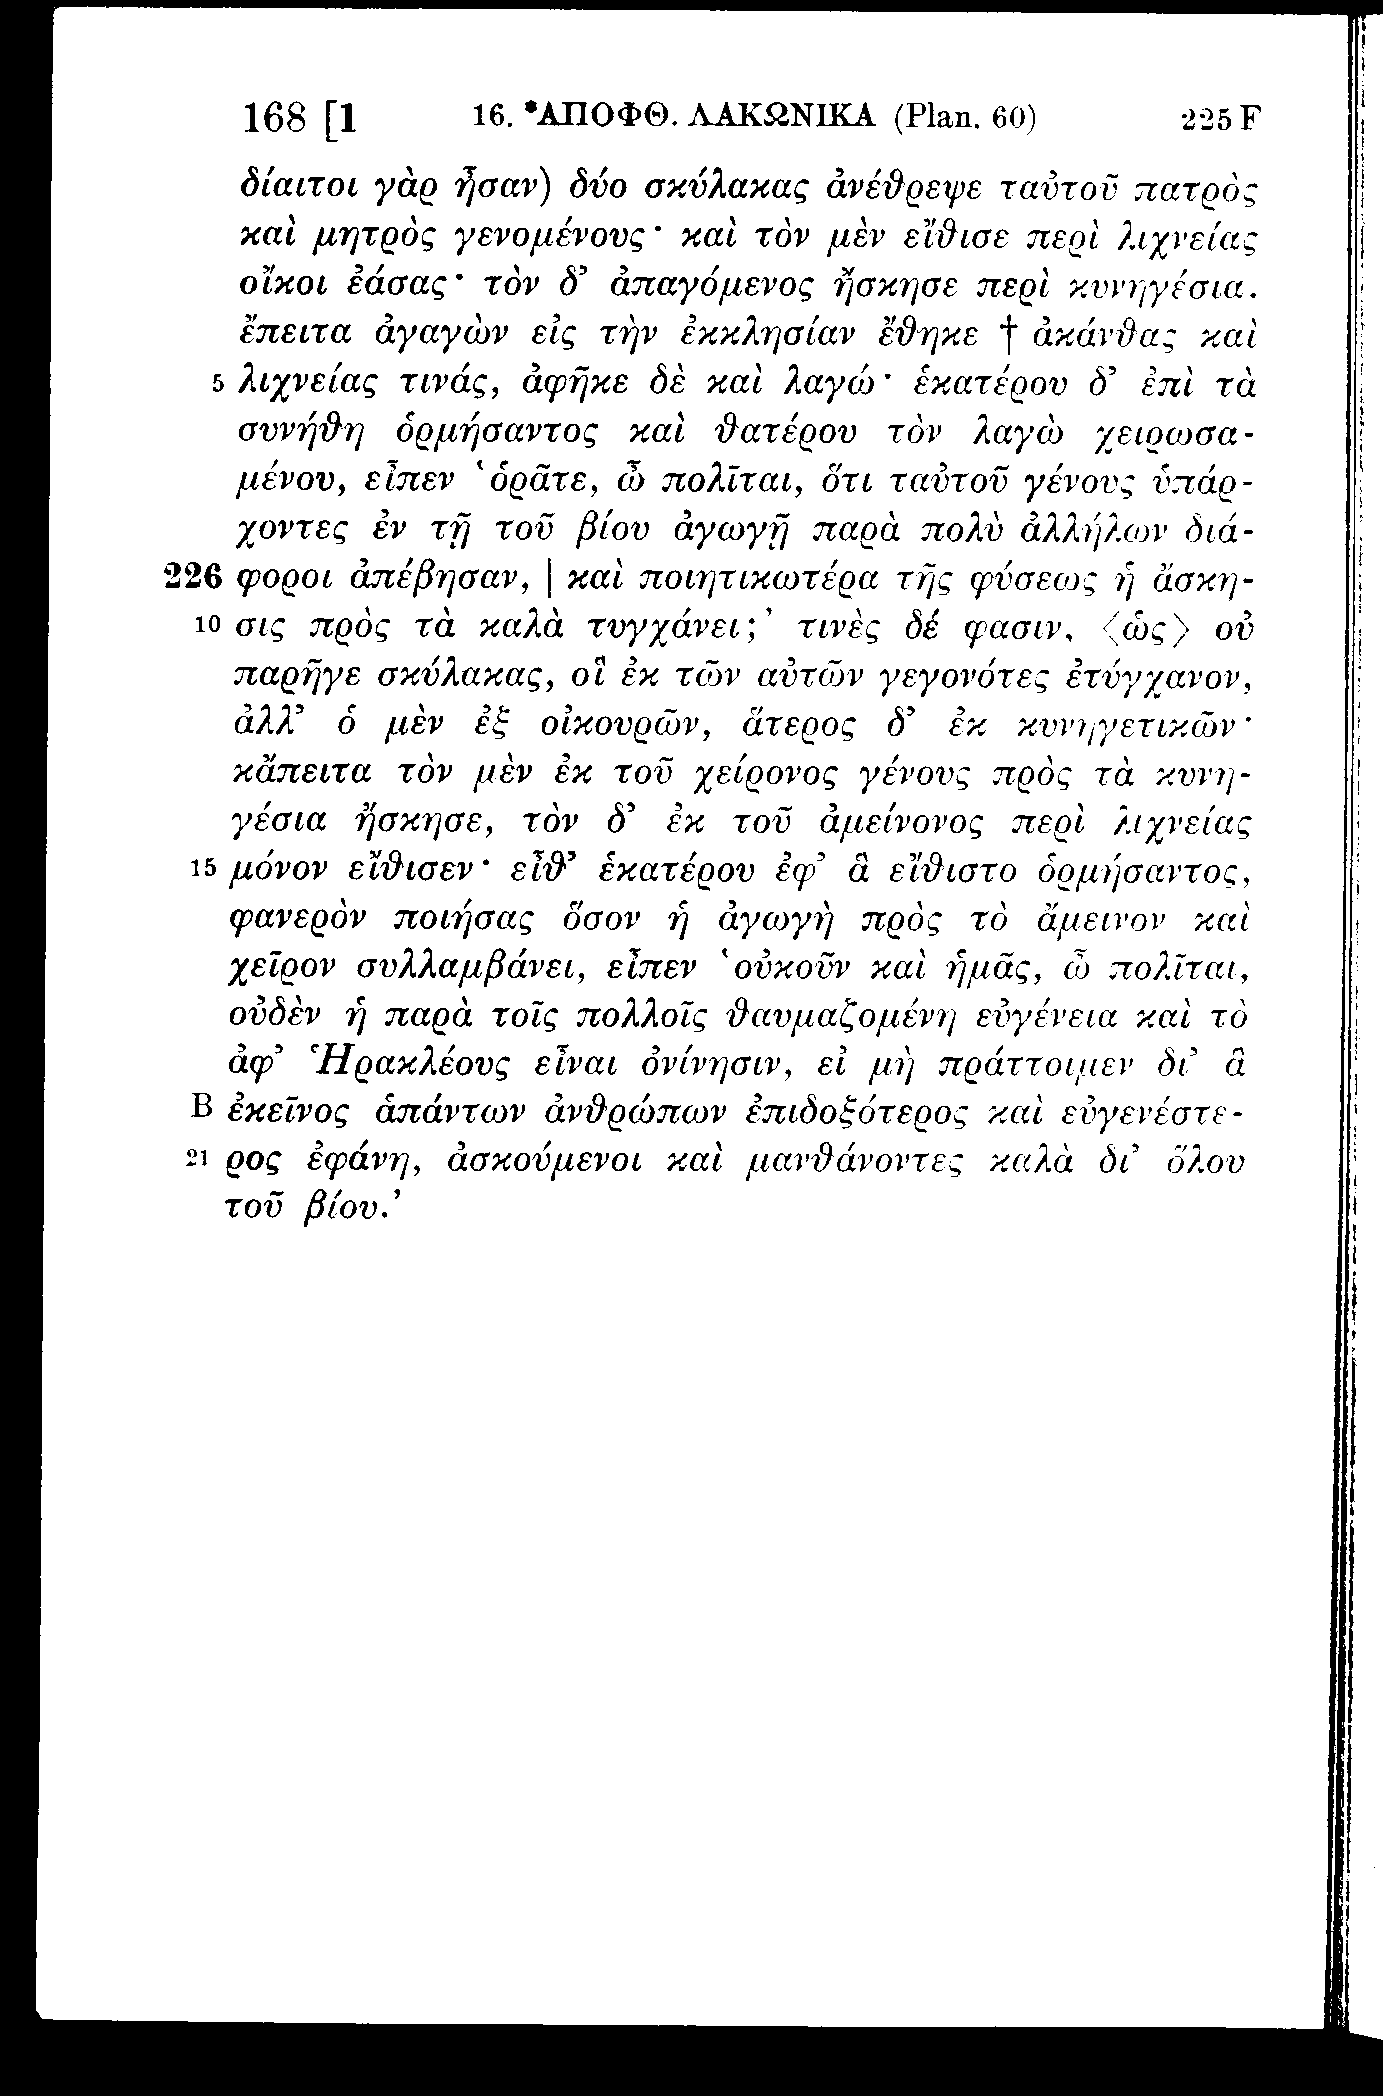 168 [1 16. *ΑΠΟΦΘ. ΛΑΚΩΝΙΚΑ (Plan. 60) 225 F
δίαιτοι γὰρ ἦσαν) δύο σκύλακας ἀνέθρεψε ταὐτοῦ πατρὸς
καὶ μητρὸς γενομένους· καὶ τὸν μὲν εἴθισε περὶ λιχνείας
οἴκοι ἐάσας· τὸν δ’ ἀπαγόμενος ἤσκησε περὶ κυνηγέσια.
ἔπειτα ἀγαγὼν εἰς τὴν ἐκκλησίαν ἔθηκε † ἀκάνθας καὶ
5 λιχνείας τινάς, ἀφῆκε δὲ καὶ λαγώ· ἑκατέρου δ’ ἐπὶ τὰ
συνήθη ὁρμήσαντος καὶ θατέρου τὸν λαγὼ χειρωσα-
μένου, εἶπεν ‘ὁρᾶτε, ὦ πολῖται, ὅτι ταὐτοῦ γένους ὑπάρ-
χοντες ἐν τῇ τοῦ βίου ἀγωγῇ παρὰ πολὺ ἀλλήλων διά-
226 φοροι ἀπέβησαν, | καὶ ποιητικωτέρα τῆς φύσεως ἡ ἄσκη-
10 σις πρὸς τὰ καλὰ τυγχάνει;’ τινὲς δέ φασιν, 〈ὡς〉 οὐ
παρῆγε σκύλακας, οἳ ἐκ τῶν αὐτῶν γεγονότες ἐτύγχανον,
ἀλλ’ ὁ μὲν ἐξ οἰκουρῶν, ἅτερος δ’ ἐκ κυνηγετικῶν·
κἄπειτα τὸν μὲν ἐκ τοῦ χείρονος γένους πρὸς τὰ κυνη-
γέσια ἤσκησε, τὸν δ’ ἐκ τοῦ ἀμείνονος περὶ λιχνείας
15 μόνον εἴθισεν· εἶθ’ ἑκατέρου ἐφ’ ἃ εἴθιστο ὁρμήσαντος,
φανερὸν ποιήσας ὅσον ἡ ἀγωγὴ πρὸς τὸ ἄμεινον καὶ
χεῖρον συλλαμβάνει, εἶπεν ‘οὐκοῦν καὶ ἡμᾶς, ὦ πολῖται,
οὐδὲν ἡ παρὰ τοῖς πολλοῖς θαυμαζομένη εὐγένεια καὶ τὸ
ἀφ’ Ἡρακλέους εἶναι ὀνίνησιν, εἰ μὴ πράττοιμεν δι’ ἃ
B ἐκεῖνος ἁπάντων ἀνθρώπων ἐπιδοξότερος καὶ εὐγενέστε-
21 ρος ἐφάνη, ἀσκούμενοι καὶ μανθάνοντες καλὰ δι’ ὅλου
τοῦ βίου.’